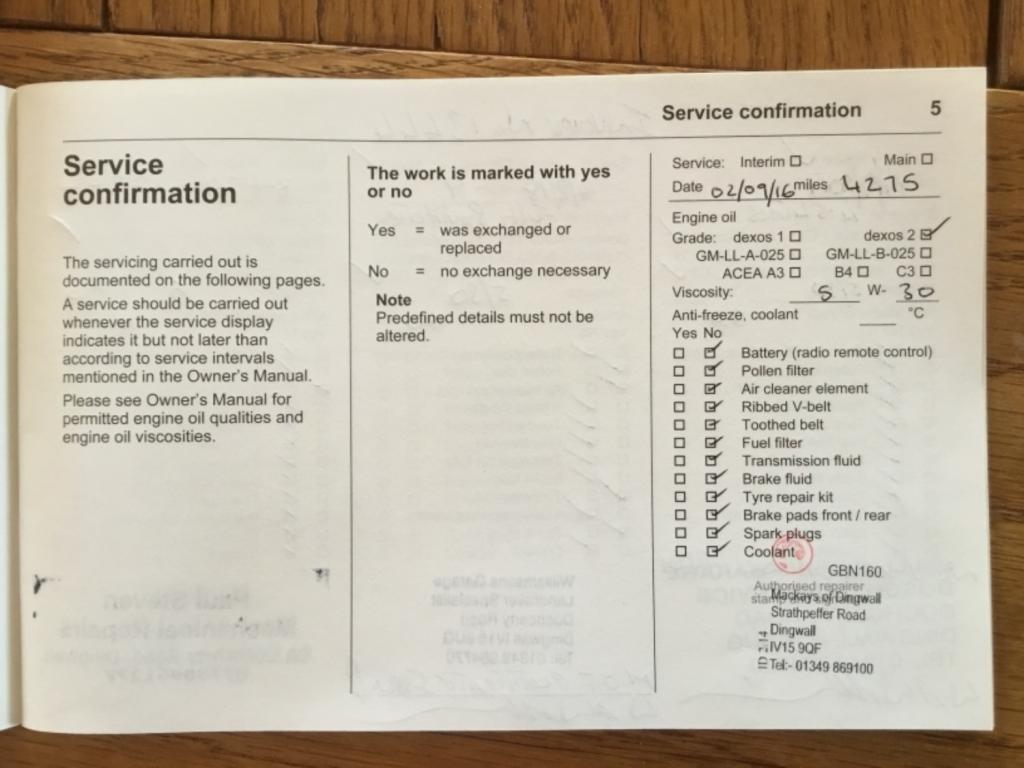 Service confirmation 5
Service
confirmation
The servicing carried out is
documented on the following pages.
A service should be carried out
whenever the service display
indicates it but not later than
according to service intervals
mentioned in the Owner's Manual.
Please see Owner's Manual for
permitted engine oil qualities and
engine oil viscosities.
The work is marked with yes
or no
Yes = was exchanged or
replaced
No = no exchange necessary
Note
Predefined details must not be
altered.
Service: Interim Main
Date 02/09/16 miles 4275
Engine oil
Grade: dexos 1 dexos 2
GM-LL-A-025 GM-LL-B-025
ACEA A3 B4 C3
Viscosity: 5 W- 30
Anti-freeze, coolant °C
Yes No
Battery (radio remote control)
Pollen filter
Air cleaner element
Ribbed V-belt
Toothed belt
Fuel filter
Transmission fluid
Brake fluid
Tyre repair kit
Brake pads front / rear
Spark plugs
Coolant
GBN160
Authorised repairer
Mackays of Dingwall
Strathpeffer Road
Dingwall
IV15 9QF
Tel:- 01349 869100